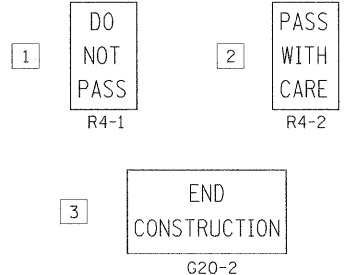 1
DO
NOT
PASS
R4-1
2
PASS
WITH
CARE
R4-2
3
END
CONSTRUCTION
G20-2